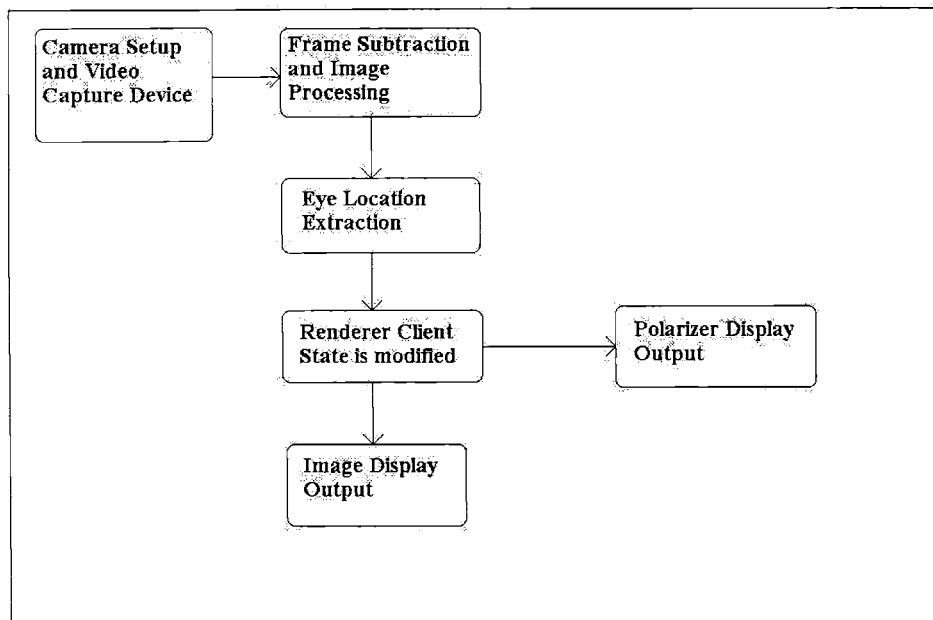 Camera Setup
and Video
Capture Device
Frame Subtraction
and Image
Processing
Eye Location
Extraction
Renderer Client
State is modified
Polarizer Display
Output
Image Display
Output